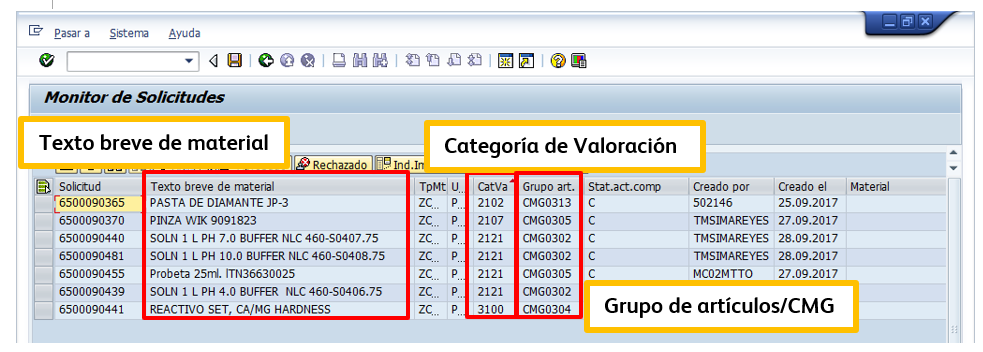 Pasar a Sistema Ayuda
Monitor de Solicitudes
Texto breve de material
Categoría de Valoración
Rechazado Ind.Im
Solicitud Texto breve de material TpMt U... CatVa Grupo art. Stat.act.comp Creado por Creado el Material
6500090365 PASTA DE DIAMANTE JP-3 ZC... P... 2102 CMG0313 C 502146 25.09.2017
6500090370 PINZA WIK 9091823 ZC... P... 2107 CMG0305 C TMSIMAREYES 27.09.2017
6500090440 SOLN 1 L PH 7.0 BUFFER NLC 460-S0407.75 ZC... P... 2121 CMG0302 C TMSIMAREYES 28.09.2017
6500090481 SOLN 1 L PH 10.0 BUFFER NLC 460-S0408.75 ZC... P... 2121 CMG0302 C TMSIMAREYES 28.09.2017
6500090455 Probeta 25ml. lTN36630025 ZC... P... 2121 CMG0305 C MC02MTTO 27.09.2017
6500090439 SOLN 1 L PH 4.0 BUFFER NLC 460-S0406.75 ZC... P... 2121 CMG0302
6500090441 REACTIVO SET, CA/MG HARDNESS ZC... P... 3100 CMG0304
Grupo de artículos/CMG